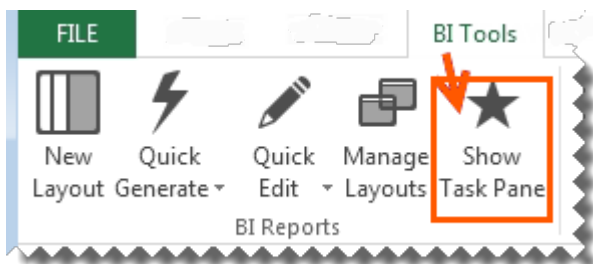 FILE BI Tools
New Quick Quick Manage Show
Layout Generate Edit Layouts Task Pane
BI Reports